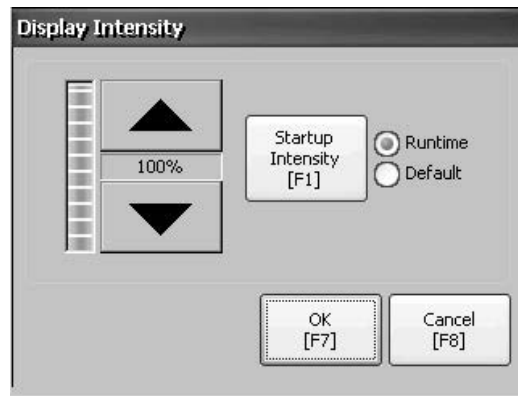 Display Intensity
100%
Startup
Intensity
[F1]
Runtime
Default
OK
[F7]
Cancel
[F8]